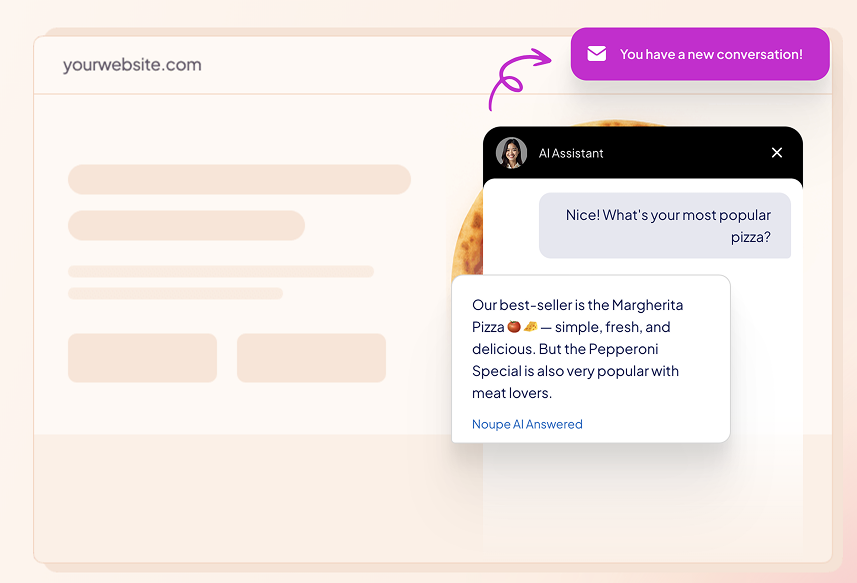 yourwebsite.com
You have a new conversation!
AI Assistant
Nice! What's your most popular
pizza?
Our best-seller is the Margherita
Pizza 🍅 🧀 — simple, fresh, and
delicious. But the Pepperoni
Special is also very popular with
meat lovers.
Noupe AI Answered